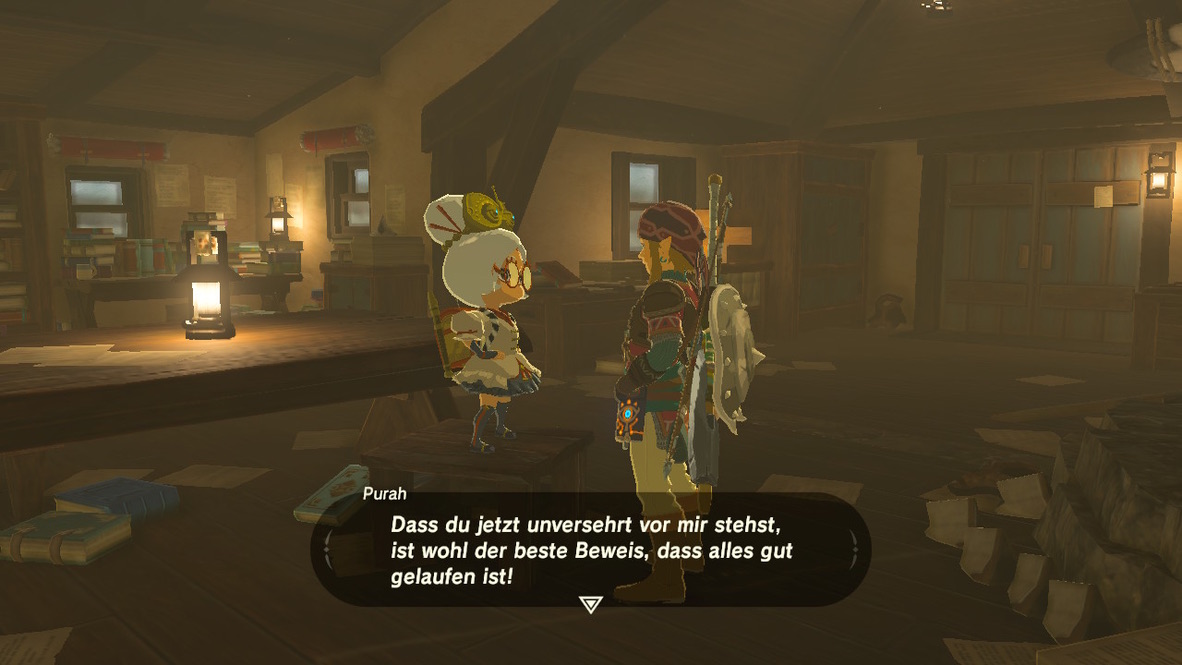 Purah
Dass du jetzt unversehrt vor mir stehst,
ist wohl der beste Beweis, dass alles gut
gelaufen ist!